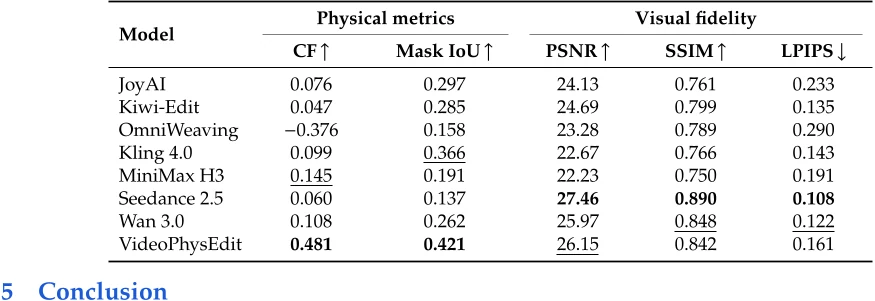 Model Physical metrics Visual fidelity
CF↑ Mask IoU↑ PSNR↑ SSIM↑ LPIPS↓
JoyAI 0.076 0.297 24.13 0.761 0.233
Kiwi-Edit 0.047 0.285 24.69 0.799 0.135
OmniWeaving −0.376 0.158 23.28 0.789 0.290
Kling 4.0 0.099 0.366 22.67 0.766 0.143
MiniMax H3 0.145 0.191 22.23 0.750 0.191
Seedance 2.5 0.060 0.137 27.46 0.890 0.108
Wan 3.0 0.108 0.262 25.97 0.848 0.122
VideoPhysEdit 0.481 0.421 26.15 0.842 0.161
5 Conclusion